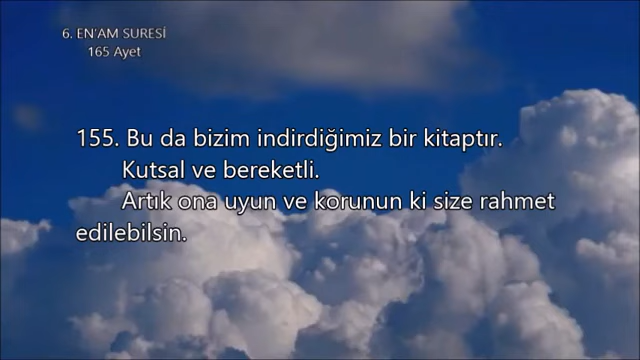 6. EN'AM SURESİ
165 Ayet
155. Bu da bizim indirdiğimiz bir kitaptır.
Kutsal ve bereketli.
Artık ona uyun ve korunun ki size rahmet
edilebilsin.